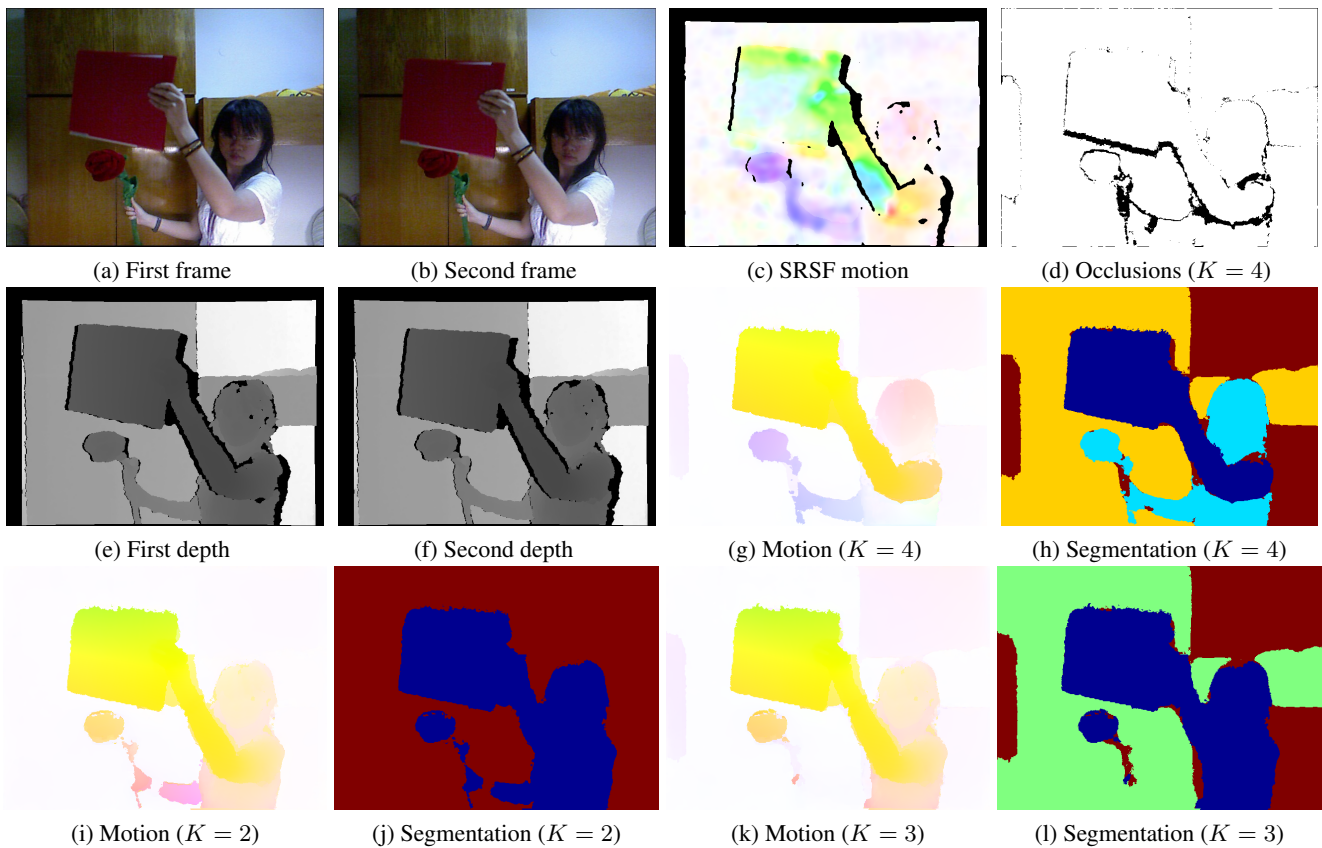 (a) First frame
(b) Second frame
(c) SRSF motion
(d) Occlusions (K = 4)
(e) First depth
(f) Second depth
(g) Motion (K = 4)
(h) Segmentation (K = 4)
(i) Motion (K = 2)
(j) Segmentation (K = 2)
(k) Motion (K = 3)
(l) Segmentation (K = 3)